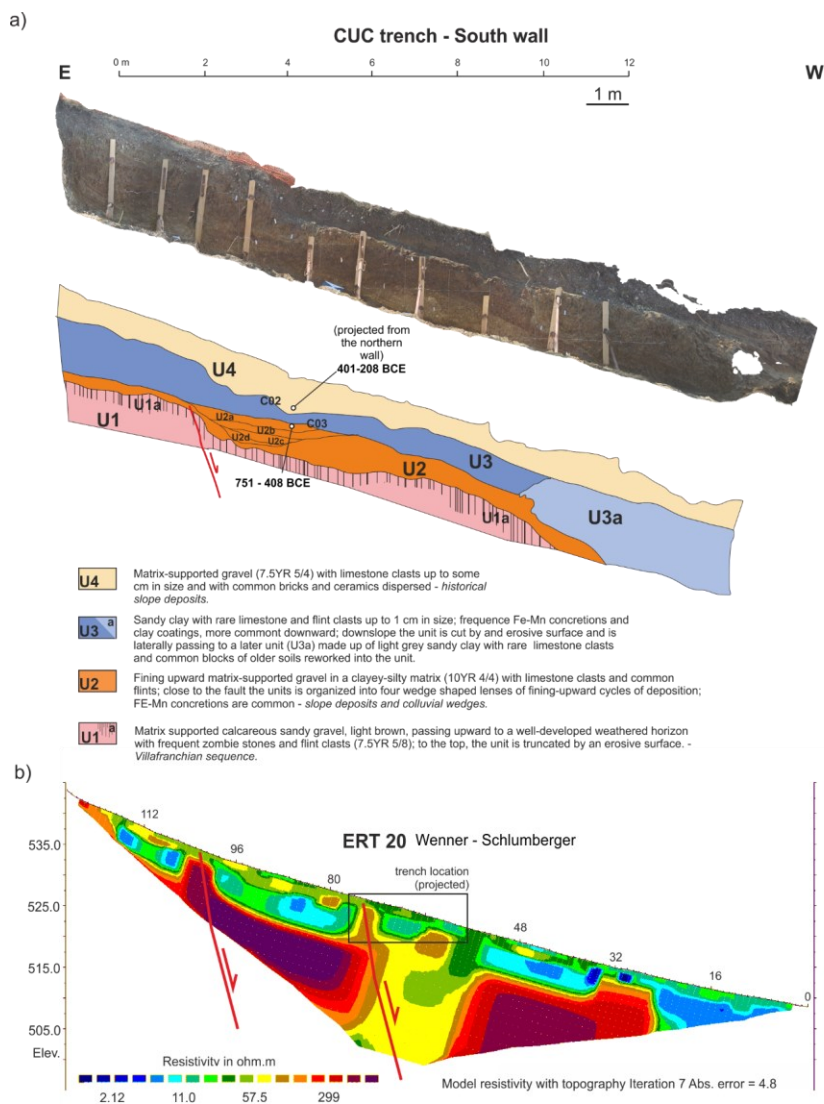 a)
CUC trench - South wall
E
0 m 2 4 6 8 10 12
W
1 m
(projected from
the northern
wall)
401-208 BCE
U4
C02
U1a
U2a
U2b
C03
U1
U2d
U2c
U2
U3
751 - 408 BCE
U1a
U3a
U4
Matrix-supported gravel (7.5YR 5/4) with limestone clasts up to some
cm in size and with common bricks and ceramics dispersed - historical
slope deposits.
U3 a
Sandy clay with rare limestone and flint clasts up to 1 cm in size; frequence Fe-Mn concretions and
clay coatings, more commont downward; downslope the unit is cut by and erosive surface and is
laterally passing to a later unit (U3a) made up of light grey sandy clay with rare limestone clasts
and common blocks of older soils reworked into the unit.
U2
Fining upward matrix-supported gravel in a clayey-silty matrix (10YR 4/4) with limestone clasts and common
flints; close to the fault the units is organized into four wedge shaped lenses of fining-upward cycles of deposition;
FE-Mn concretions are common - slope deposits and colluvial wedges.
U1 a
Matrix supported calcareous sandy gravel, light brown, passing upward to a well-developed weathered horizon
with frequent zombie stones and flint clasts (7.5YR 5/8); to the top, the unit is truncated by an erosive surface. -
Villafranchian sequence.
b)
ERT 20 Wenner - Schlumberger
112
535.0
96
trench location
(projected)
80
525.0
48
515.0
32
16
0
505.0
Elev.
Resistivity in ohm.m
2.12 11.0 57.5 299
Model resistivity with topography Iteration 7 Abs. error = 4.8